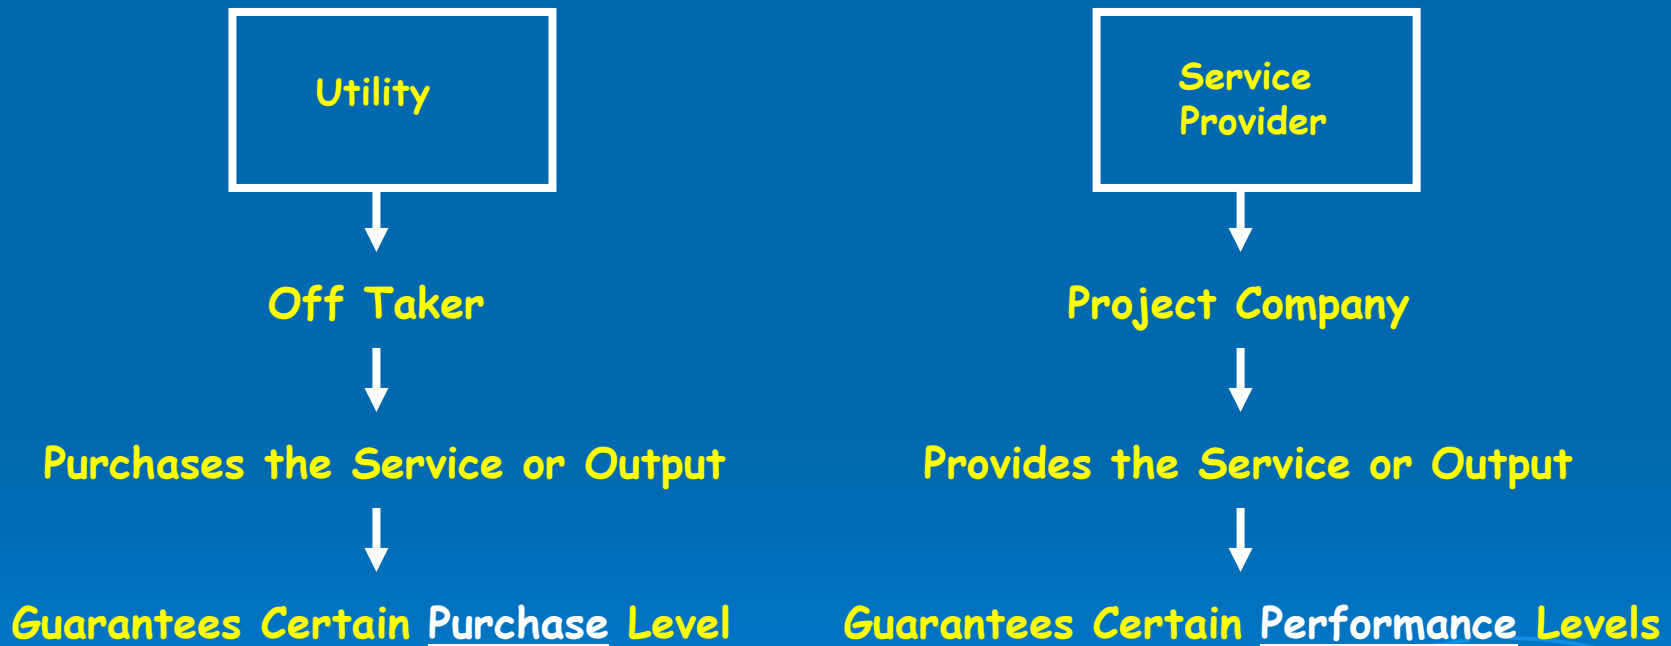 Utility
Off Taker
Purchases the Service or Output
Guarantees Certain Purchase Level
Service
Provider
Project Company
Provides the Service or Output
Guarantees Certain Performance Levels